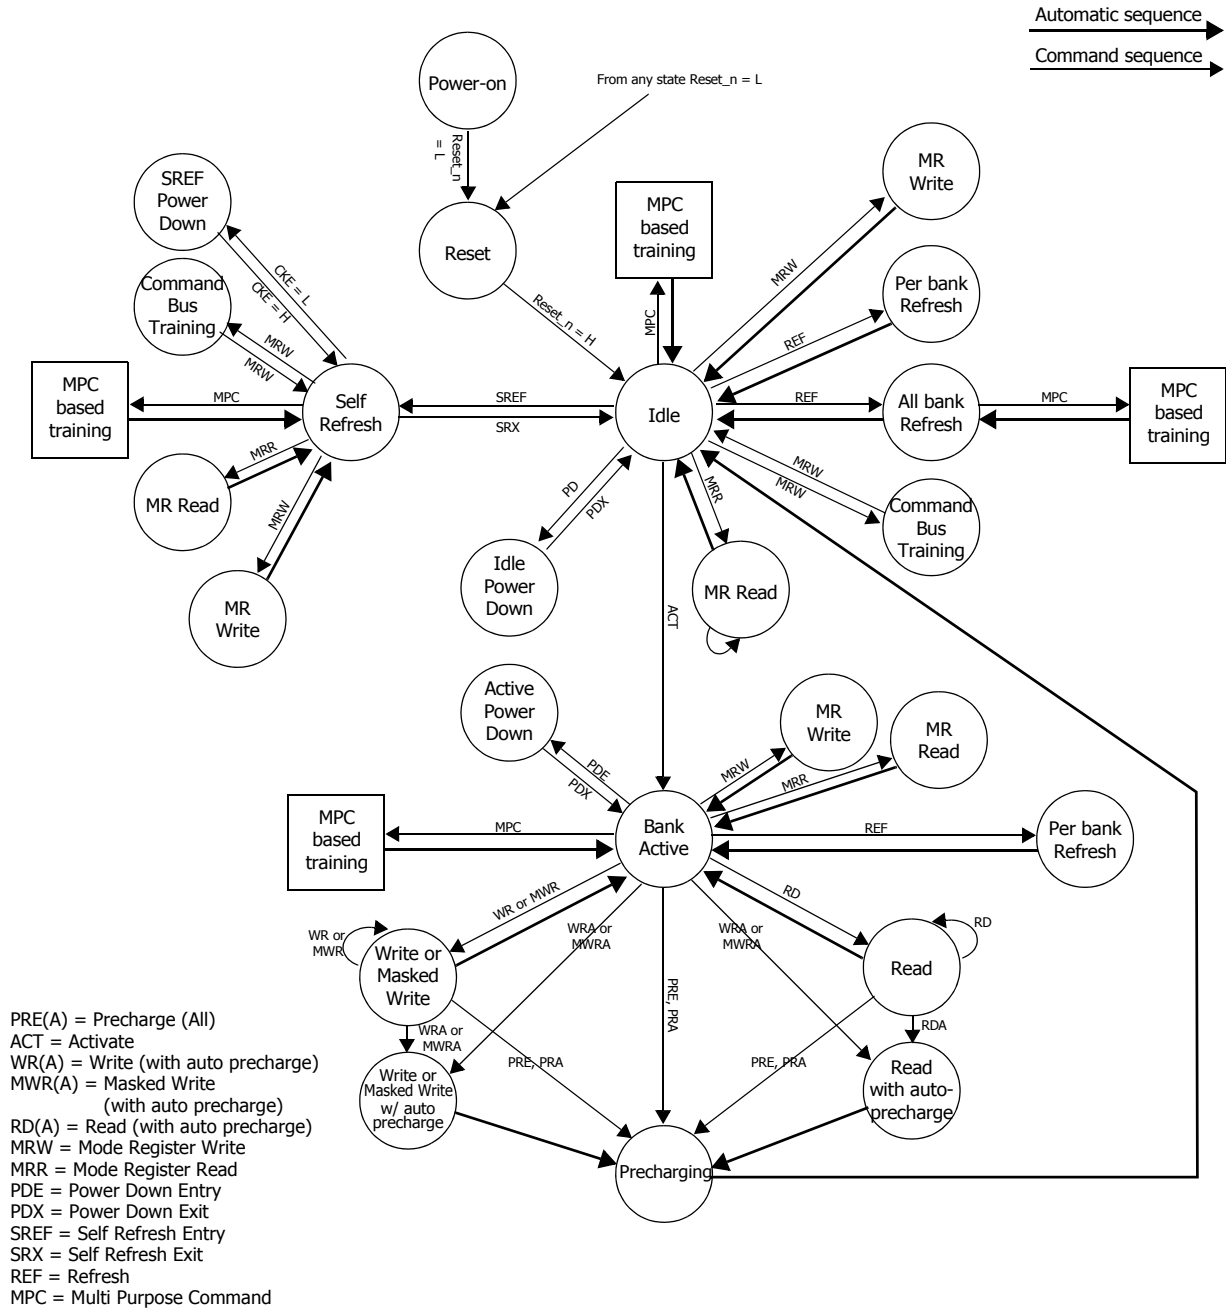 Automatic sequence
Command sequence
Power-on
From any state Reset_n = L
Reset_n
= L
MR
Write
SREF
Power
Down
MPC
based
training
Reset
CKE = L
CKE = H
Reset_n = H
MPC
MRW
Per bank
Refresh
REF
Command
Bus
Training
MRW
MRW
MPC
based
training
MPC
Self
Refresh
SREF
SRX
Idle
REF
All bank
Refresh
MPC
MPC
based
training
MRR
MR Read
MRW
MR
Write
PD
PDX
Idle
Power
Down
MRR
MR Read
MRW
MRW
Command
Bus
Training
ACT
Active
Power
Down
PDE
PDX
MR
Write
MRW
MR
Read
MRR
MPC
based
training
MPC
Bank
Active
REF
Per bank
Refresh
WR or MWR
WRA or
MWRA
WRA or
MWRA
RD
WR or
MWR
Write or
Masked
Write
PRE, PRA
Read
RD
WRA or
MWRA
PRE, PRA
PRE, PRA
RDA
Write or
Masked Write
w/ auto
precharge
Read
with auto-
precharge
Precharging
PRE(A) = Precharge (All)
ACT = Activate
WR(A) = Write (with auto precharge)
MWR(A) = Masked Write
(with auto precharge)
RD(A) = Read (with auto precharge)
MRW = Mode Register Write
MRR = Mode Register Read
PDE = Power Down Entry
PDX = Power Down Exit
SREF = Self Refresh Entry
SRX = Self Refresh Exit
REF = Refresh
MPC = Multi Purpose Command